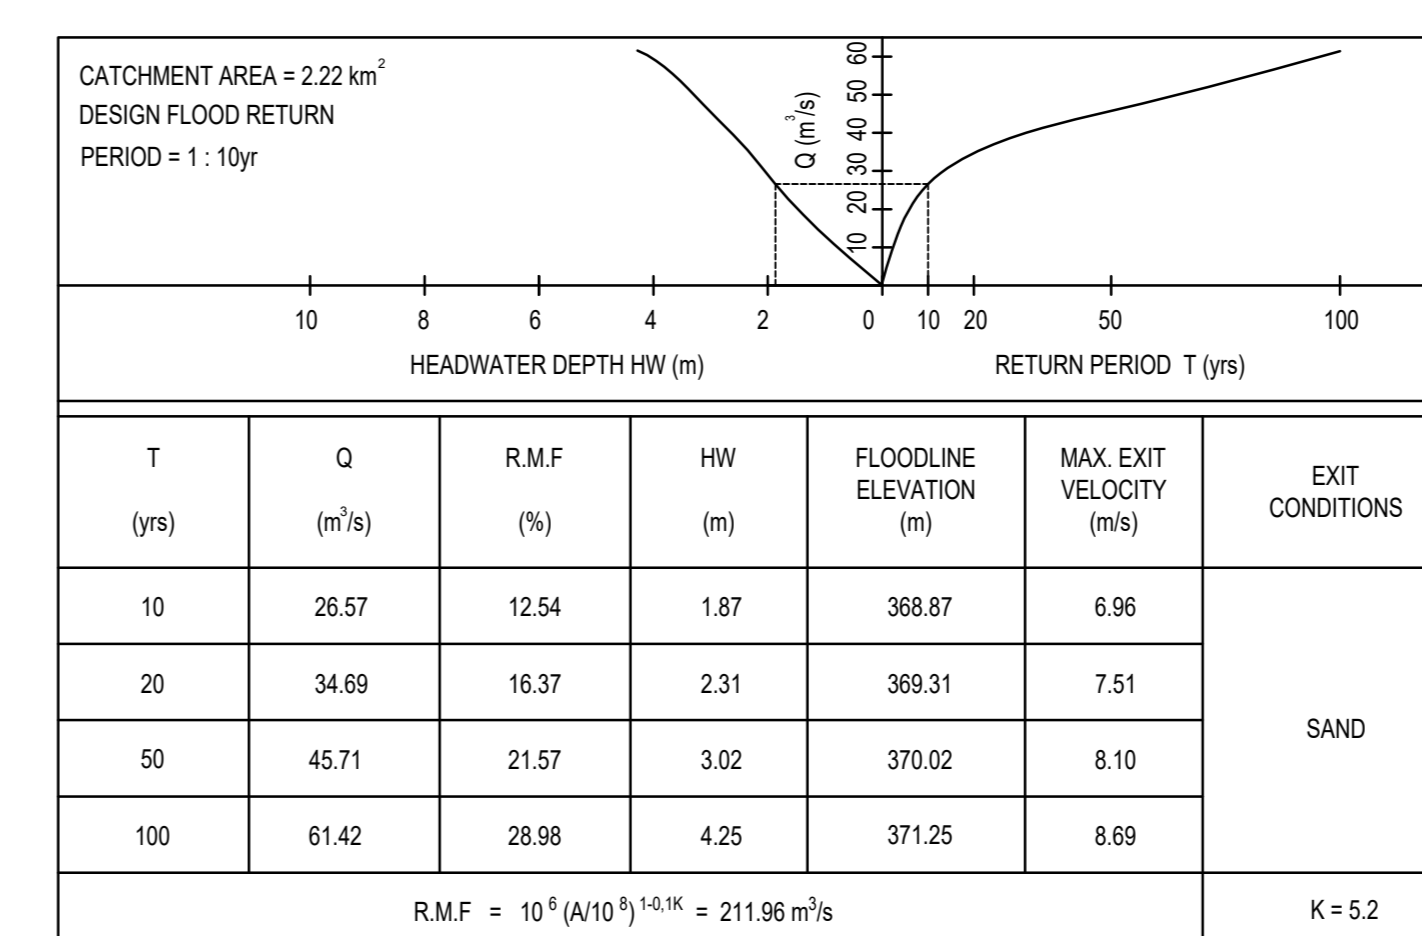 CATCHMENT AREA = 2.22 km²
DESIGN FLOOD RETURN
PERIOD = 1 : 10yr
Q (m³/s)
60
50
40
30
20
10
10 8 6 4 2 0 10 20 50 100
HEADWATER DEPTH HW (m) RETURN PERIOD T (yrs)
T (yrs) Q (m³/s) R.M.F (%) HW (m) FLOODLINE ELEVATION (m) MAX. EXIT VELOCITY (m/s) EXIT CONDITIONS
10 26.57 12.54 1.87 368.87 6.96
20 34.69 16.37 2.31 369.31 7.51
SAND
50 45.71 21.57 3.02 370.02 8.10
100 61.42 28.98 4.25 371.25 8.69
R.M.F = 10⁶ (A/10⁸)¹⁻⁰,¹ᴷ = 211.96 m³/s K = 5.2